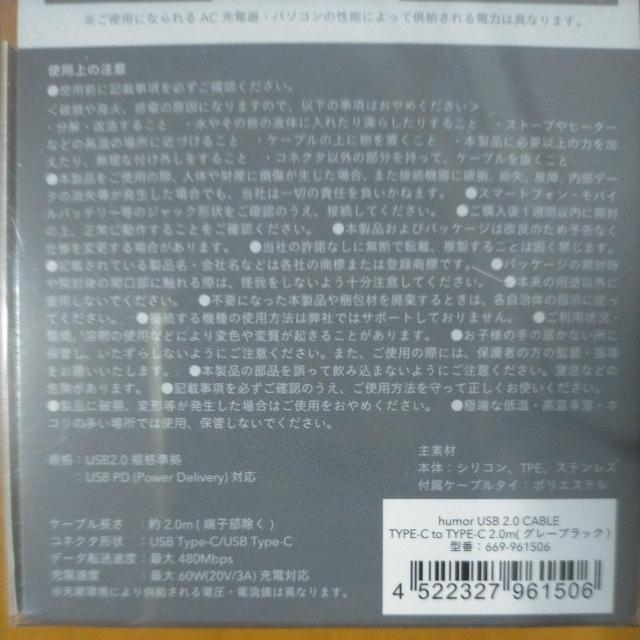 ※ご使用になられる AC 充電器・パソコンの性能によって供給される電力は異なります。
使用上の注意
●使用前に記載事項を必ずご確認ください。
<破損や発火、感電の原因になりますので、以下の事項はおやめください>
・分解・改造すること ・水やその他の液体に入れたり濡らしたりすること ・ストーブやヒーター
などの高温の場所に近づけること ・ケーブルの上に物を置くこと ・本製品に必要以上の力を加
えたり、無理な付け外しをすること ・コネクタ以外の部分を持って、ケーブルを抜くこと
●本製品をご使用の際、人体や財産に損傷が生じた場合、また接続機器に破損、紛失、故障、内部デー
タの消失等が発生した場合でも、当社は一切の責任を負いかねます。 ●スマートフォン・モバイ
ルバッテリー等のジャック形状をご確認のうえ、接続してください。 ●ご購入後1週間以内に開封
の上、正常に動作することをご確認ください。 ●本製品およびパッケージは改良のため予告なく
仕様を変更する場合があります。 ●当社の許諾なしに無断で転載、複製することは固く禁じます。
●記載されている製品名・会社名などは各社の商標または登録商標です。 ●パッケージの開封時
や開封後の開口部に触れる際は、怪我をしないよう十分注意してください。 ●本来の用途以外に
使用しないでください。 ●不要になった本製品や梱包材を廃棄するときは、各自治体の指示に従っ
てください。 ●接続する機種の使用方法は弊社ではサポートしておりません。 ●ご利用状況・
環境、溶剤の使用などにより変色や変質が起きることがあります。 ●お子様の手の届かない所に
保管し、いたずらしないようにご注意ください。また、ご使用の際には、保護者の方の監督・指導
をお願いいたします。 ●本製品の部品を誤って飲み込まないようにご注意ください。窒息などの
危険があります。 ●記載事項を必ずご確認のうえ、ご使用方法を守って正しくお使いください。
●製品に破損、変形等が発生した場合はご使用をおやめください。 ●極端な低温・高温多湿・ホ
コリの多い場所では使用、保管しないでください。
規格：USB2.0 規格準拠
：USB PD (Power Delivery) 対応
主素材
本体：シリコン、TPE、ステンレス
付属ケーブルタイ：ポリエステル
ケーブル長さ ：約 2.0m ( 端子部除く )
コネクタ形状 ：USB Type-C/USB Type-C
データ転送速度：最大 480Mbps
充電速度 ：最大 60W(20V/3A) 充電対応
※充電環境により供給される電圧・電流値は異なります。
humor USB 2.0 CABLE
TYPE-C to TYPE-C 2.0m( グレーブラック )
型番：669-961506
4 522327 961506